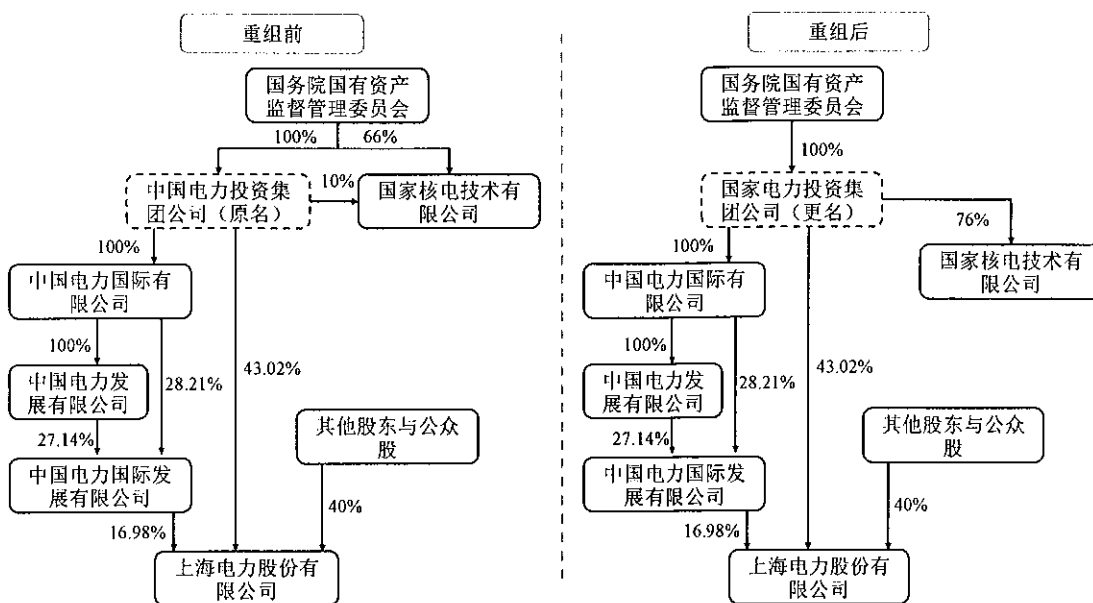 重组前
国务院国有资产
监督管理委员会
100%
66%
中国电力投资集
团公司（原名）
10%
国家核电技术有
限公司
100%
中国电力国际有
限公司
100%
28.21%
43.02%
中国电力发
展有限公司
27.14%
其他股东与公众
股
中国电力国际发
展有限公司
16.98%
40%
上海电力股份有
限公司
重组后
国务院国有资产
监督管理委员会
100%
国家电力投资集
团公司（更名）
76%
国家核电技术有
限公司
100%
中国电力国际有
限公司
100%
28.21%
43.02%
中国电力发
展有限公司
27.14%
其他股东与公众
股
中国电力国际发
展有限公司
16.98%
40%
上海电力股份有
限公司